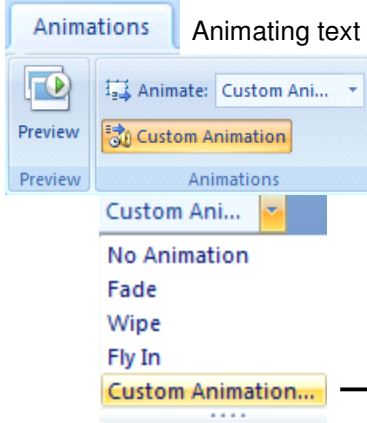 Animations Animating text
Animate: Custom Ani...
Preview Custom Animation
Preview Animations
Custom Ani...
No Animation
Fade
Wipe
Fly In
Custom Animation...